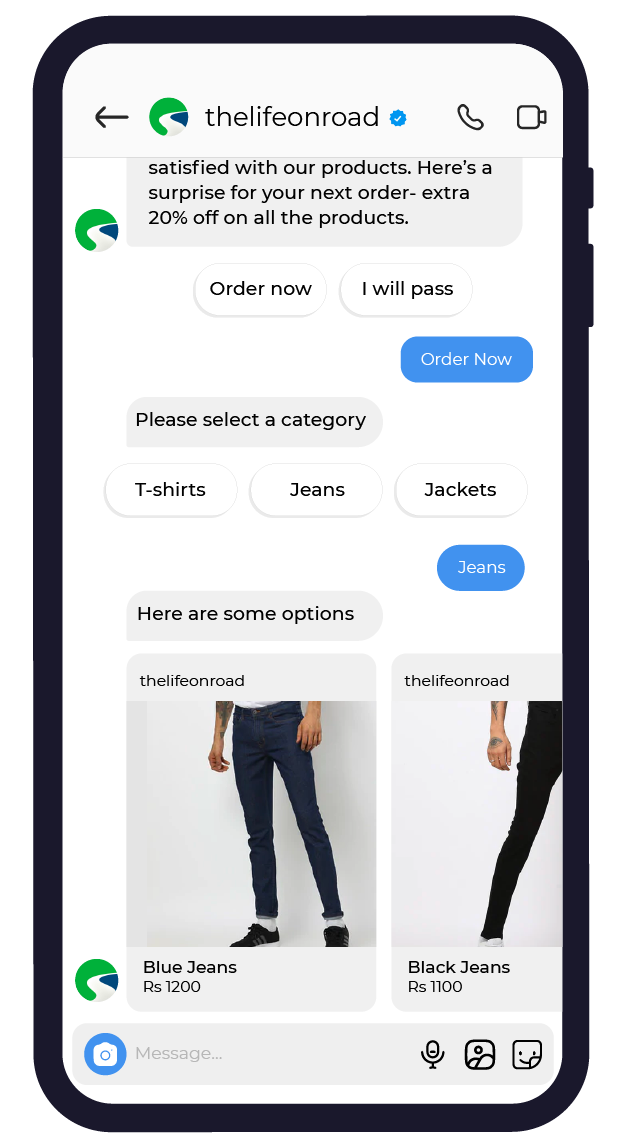 thelifeonroad
satisfied with our products. Here’s a
surprise for your next order- extra
20% off on all the products.
Order now
I will pass
Order Now
Please select a category
T-shirts
Jeans
Jackets
Jeans
Here are some options
thelifeonroad
thelifeonroad
Blue Jeans
Rs 1200
Black Jeans
Rs 1100
Message...